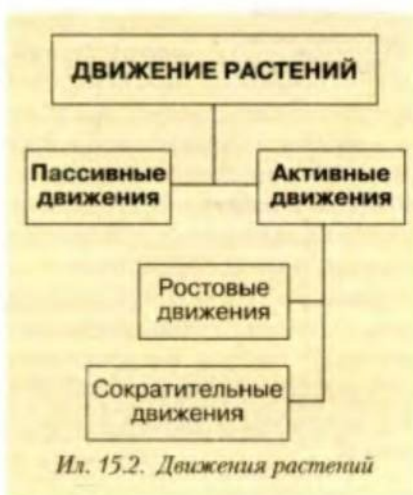 ДВИЖЕНИЕ РАСТЕНИЙ
Пассивные
движения
Активные
движения
Ростовые
движения
Сократительные
движения
Ил. 15.2. Движения растений